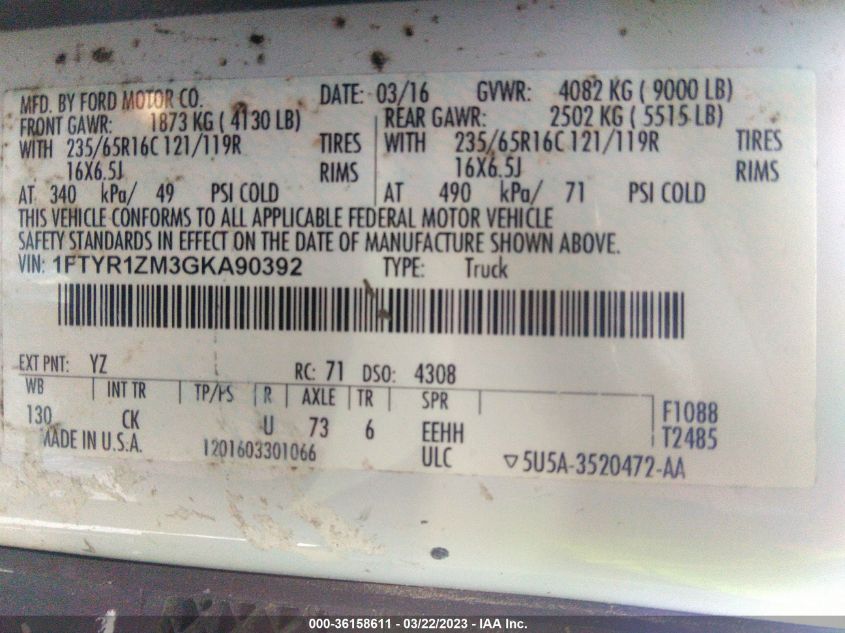 MFD. BY FORD MOTOR CO. DATE: 03/16 GVWR: 4082 KG ( 9000 LB)
FRONT GAWR: 1873 KG ( 4130 LB) REAR GAWR: 2502 KG ( 5515 LB)
WITH 235/65R16C 121/119R TIRES WITH 235/65R16C 121/119R TIRES
16X6.5J RIMS 16X6.5J RIMS
AT 340 kPa/ 49 PSI COLD AT 490 kPa/ 71 PSI COLD
THIS VEHICLE CONFORMS TO ALL APPLICABLE FEDERAL MOTOR VEHICLE
SAFETY STANDARDS IN EFFECT ON THE DATE OF MANUFACTURE SHOWN ABOVE.
VIN: 1FTYR1ZM3GKA90392 TYPE: Truck
EXT PNT: YZ RC: 71 DSO: 4308
WB INT TR TP/PS R AXLE TR SPR
130 CK U 73 6 EEHH F1088
MADE IN U.S.A. 1201603301066 ULC T2485
5U5A-3520472-AA
000-36158611 - 03/22/2023 - IAA Inc.